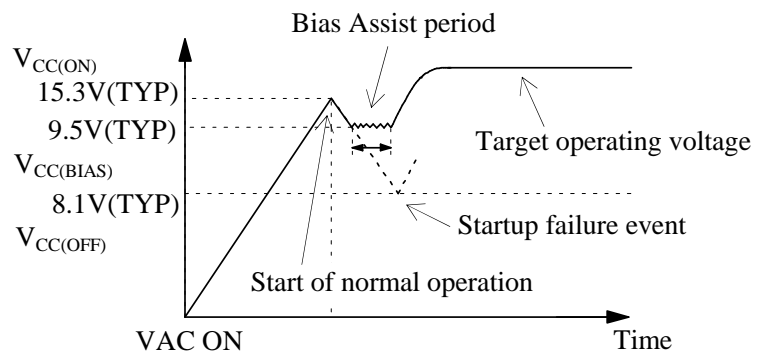 Bias Assist period
VCC(ON)
15.3V(TYP)
9.5V(TYP)
Target operating voltage
VCC(BIAS)
8.1V(TYP)
Startup failure event
VCC(OFF)
Start of normal operation
VAC ON
Time